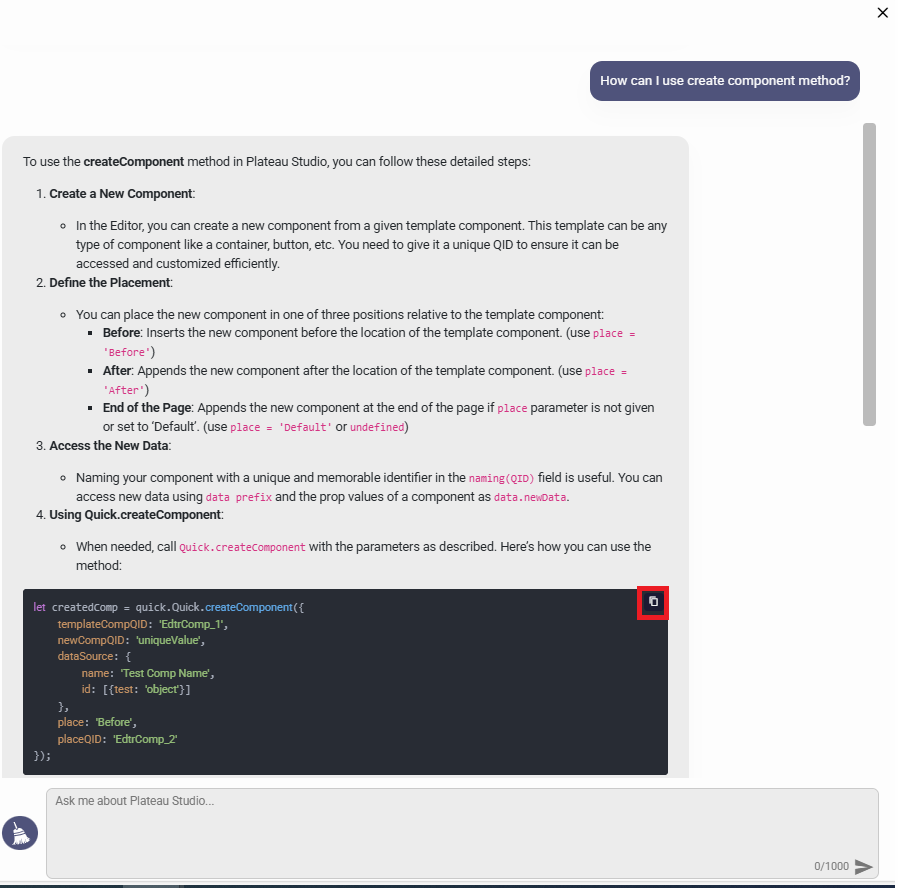 How can I use create component method?
To use the createComponent method in Plateau Studio, you can follow these detailed steps:
1. Create a New Component:
In the Editor, you can create a new component from a given template component. This template can be any
type of component like a container, button, etc. You need to give it a unique QID to ensure it can be
accessed and customized efficiently.
2. Define the Placement:
You can place the new component in one of three positions relative to the template component:
Before: Inserts the new component before the location of the template component. (use place =
'Before')
After: Appends the new component after the location of the template component. (use place =
'After')
End of the Page: Appends the new component at the end of the page if place parameter is not given
or set to ‘Default’. (use place = 'Default' or undefined)
3. Access the New Data:
Naming your component with a unique and memorable identifier in the naming(QID) field is useful. You can
access new data using data prefix and the prop values of a component as data.newData.
4. Using Quick.createComponent:
When needed, call Quick.createComponent with the parameters as described. Here’s how you can use the
method:
let createdComp = quick.Quick.createComponent({
templateCompQID: 'EdtrComp_1',
newCompQID: 'uniqueValue',
dataSource: {
name: 'Test Comp Name',
id: [{test: 'object'}]
},
place: 'Before',
placeQID: 'EdtrComp_2'
});
Ask me about Plateau Studio...
0/1000